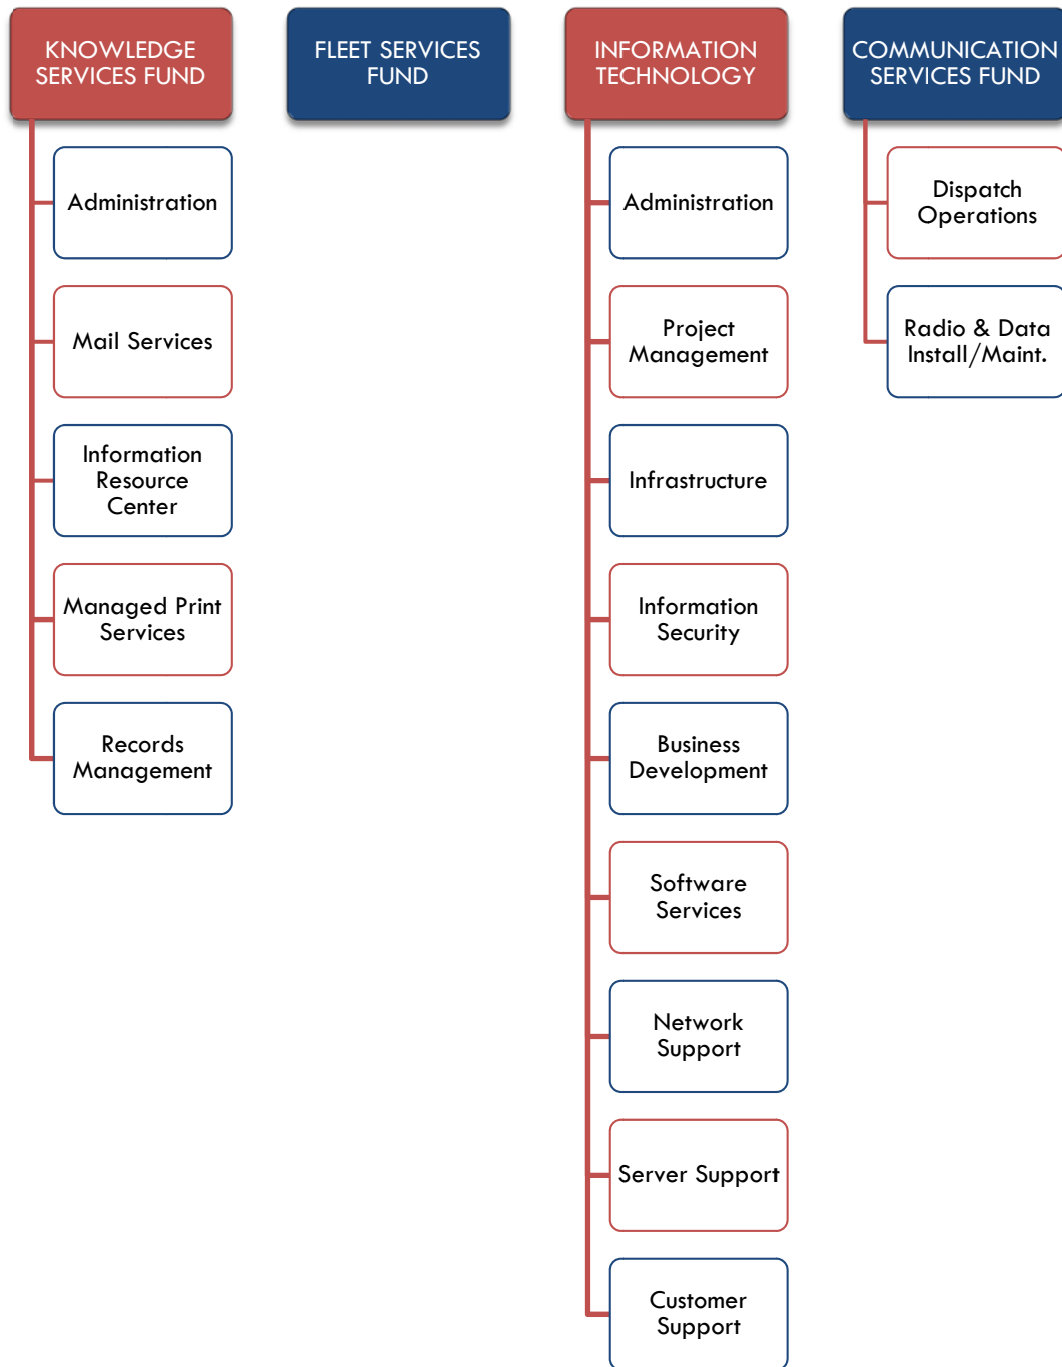 KNOWLEDGE
SERVICES FUND
Administration
Mail Services
Information
Resource
Center
Managed Print
Services
Records
Management
FLEET SERVICES
FUND
INFORMATION
TECHNOLOGY
Administration
Project
Management
Infrastructure
Information
Security
Business
Development
Software
Services
Network
Support
Server Support
Customer
Support
COMMUNICATION
SERVICES FUND
Dispatch
Operations
Radio & Data
Install/Maint.